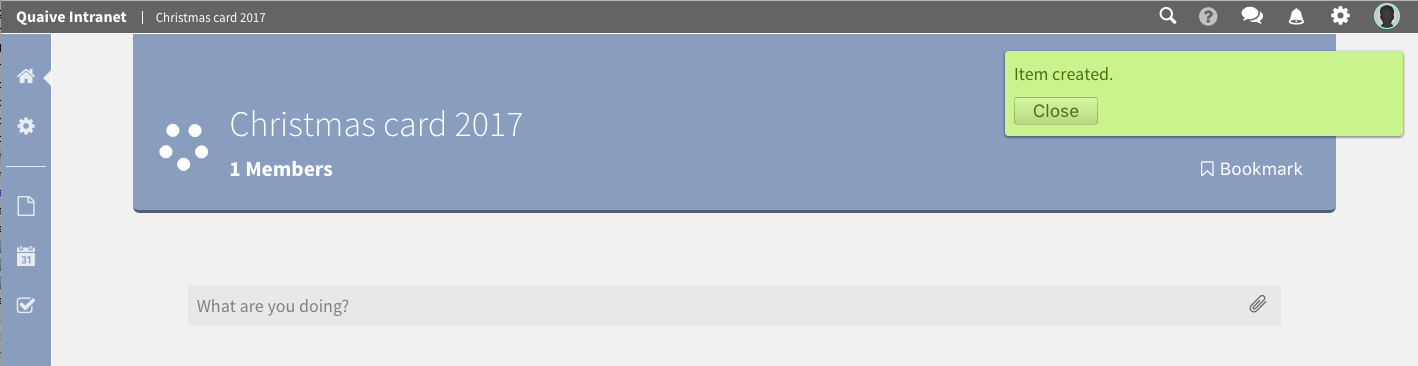 Quaive Intranet | Christmas card 2017
Item created.
Close
Christmas card 2017
1 Members
Bookmark
31
What are you doing?